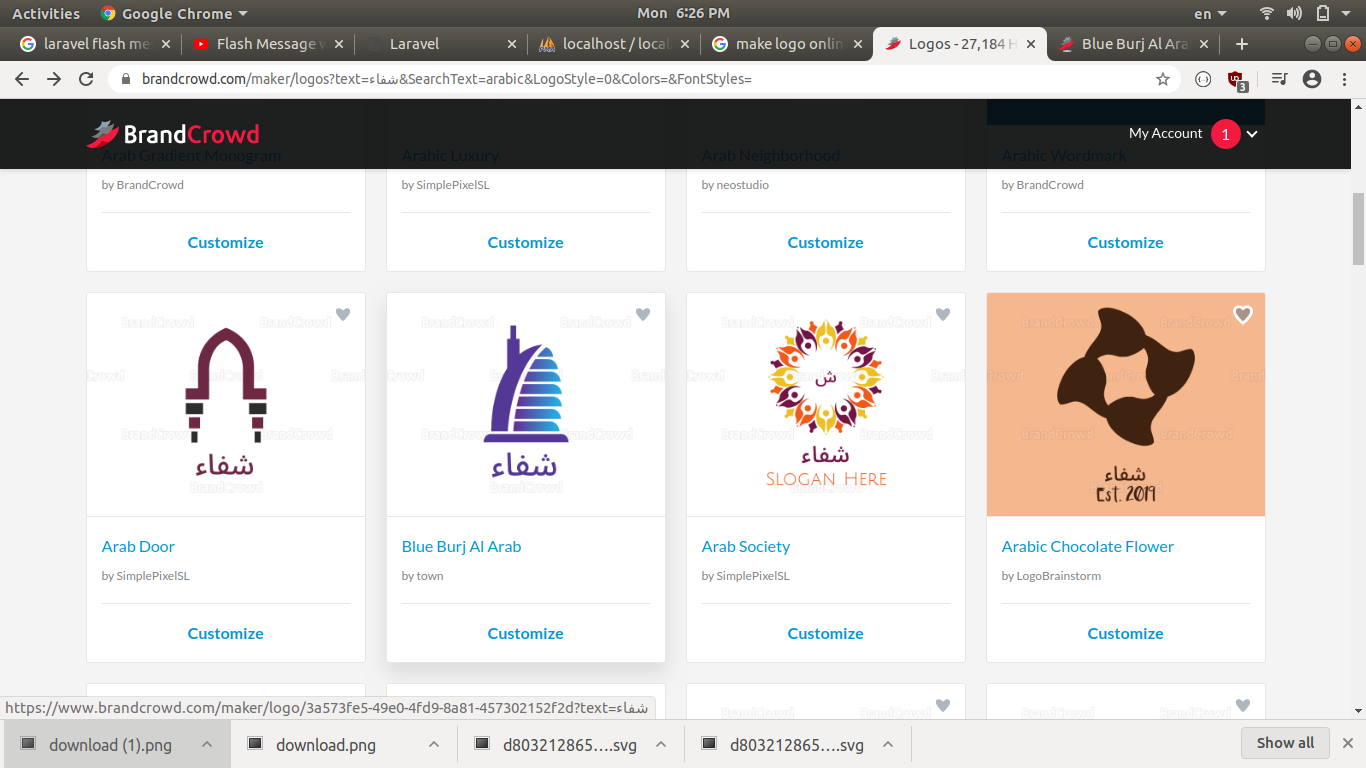 Activities
Google Chrome
Mon 6:26 PM
en
laravel flash me
Flash Message v
Laravel
localhost / local
make logo onlin
Logos - 27,184 H
Blue Burj Al Ara
brandcrowd.com/maker/logos?text=شفاء&SearchText=arabic&LogoStyle=0&Colors=&FontStyles=
3
BrandCrowd
My Account 1
Arab Gradient Monogram
Arabic Luxury
Arab Neighborhood
Arabic Wordmark
by BrandCrowd
by SimplePixelSL
by neostudio
by BrandCrowd
Customize
Customize
Customize
Customize
شفاء
شفاء
ش
شفاء
SLOGAN HERE
شفاء
Est. 2019
Arab Door
Blue Burj Al Arab
Arab Society
Arabic Chocolate Flower
by SimplePixelSL
by town
by SimplePixelSL
by LogoBrainstorm
Customize
Customize
Customize
Customize
https://www.brandcrowd.com/maker/logo/3a573fe5-49e0-4fd9-8a81-457302152f2d?text=شفاء
download (1).png
download.png
d803212865....svg
d803212865....svg
Show all